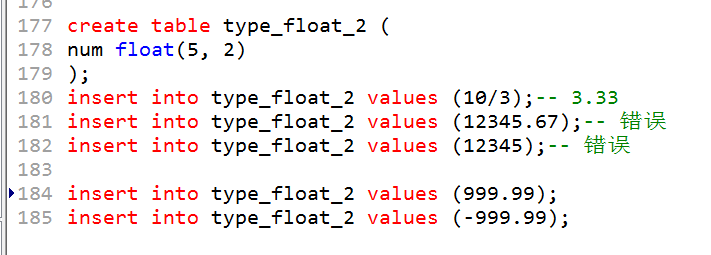 177 create table type_float_2 (
178 num float(5, 2)
179 );
180 insert into type_float_2 values (10/3);-- 3.33
181 insert into type_float_2 values (12345.67);-- 错误
182 insert into type_float_2 values (12345);-- 错误
183
184 insert into type_float_2 values (999.99);
185 insert into type_float_2 values (-999.99);